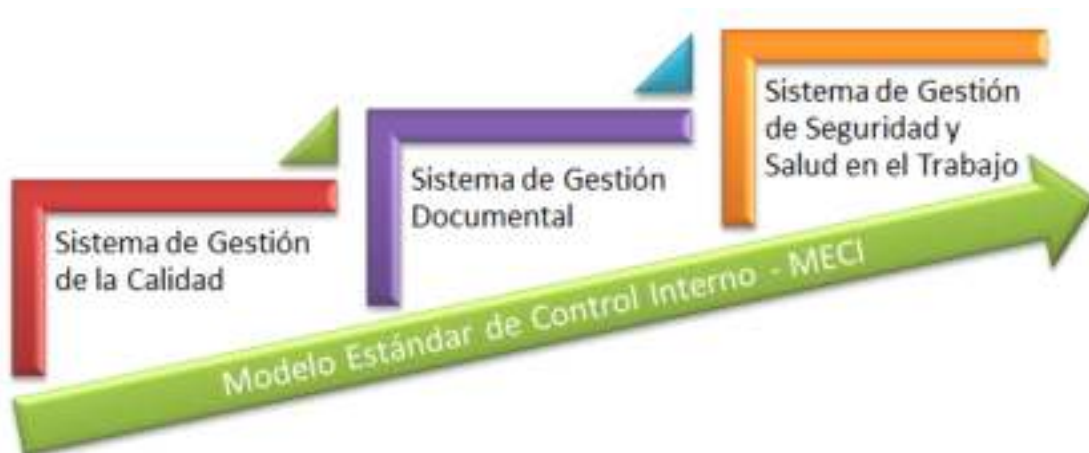 Sistema de Gestión
de la Calidad
Sistema de Gestión
Documental
Sistema de Gestión
de Seguridad y
Salud en el Trabajo
Modelo Estándar de Control Interno - MECI